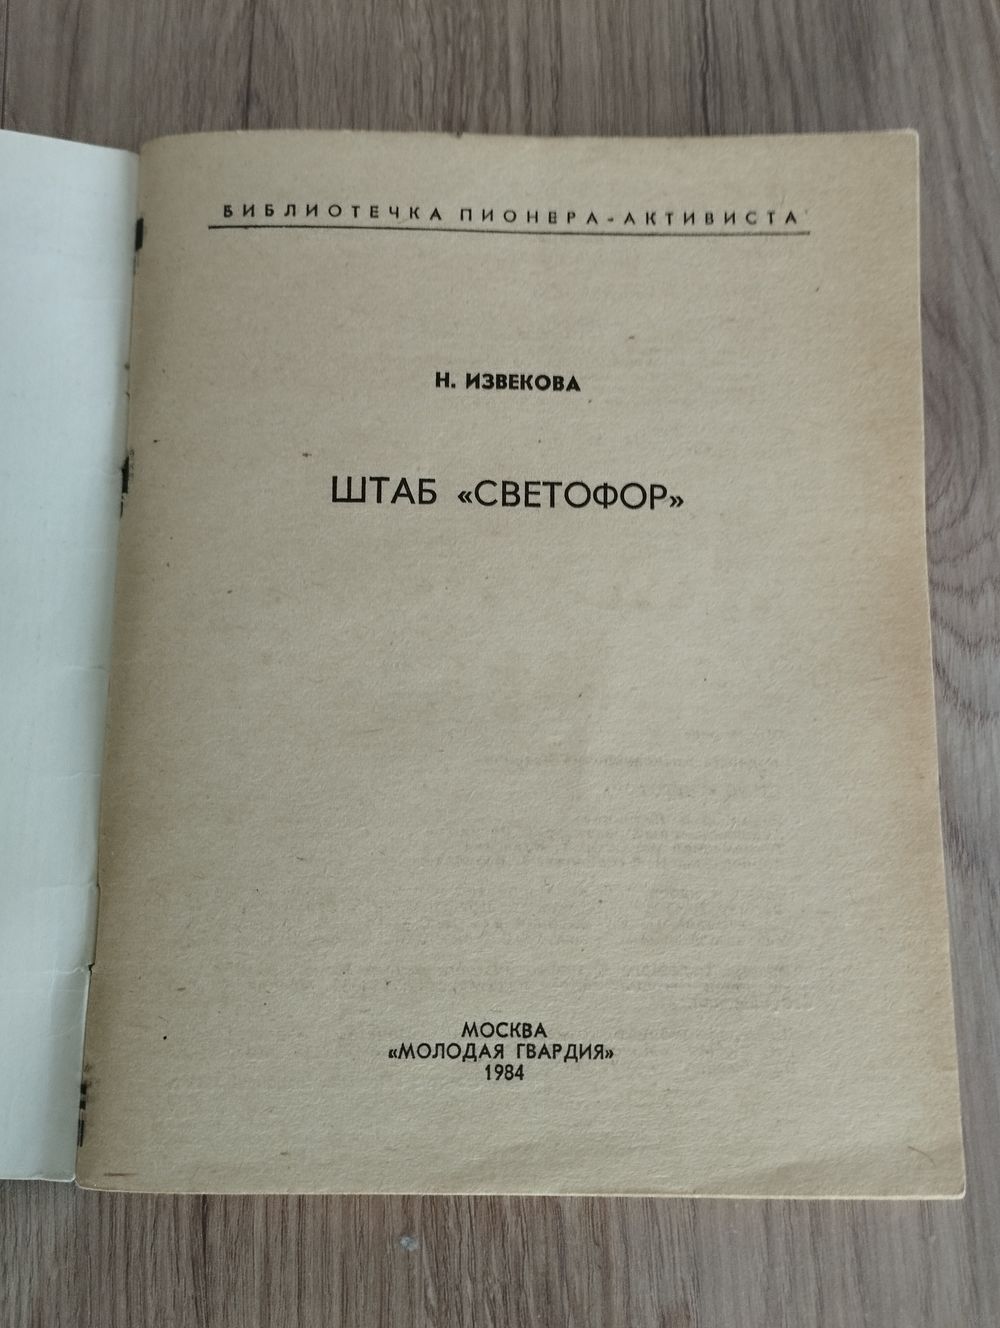 БИБЛИОТЕЧКА ПИОНЕРА-АКТИВИСТА
Н. ИЗВЕКОВА
ШТАБ «СВЕТОФОР»
МОСКВА
«МОЛОДАЯ ГВАРДИЯ»
1984